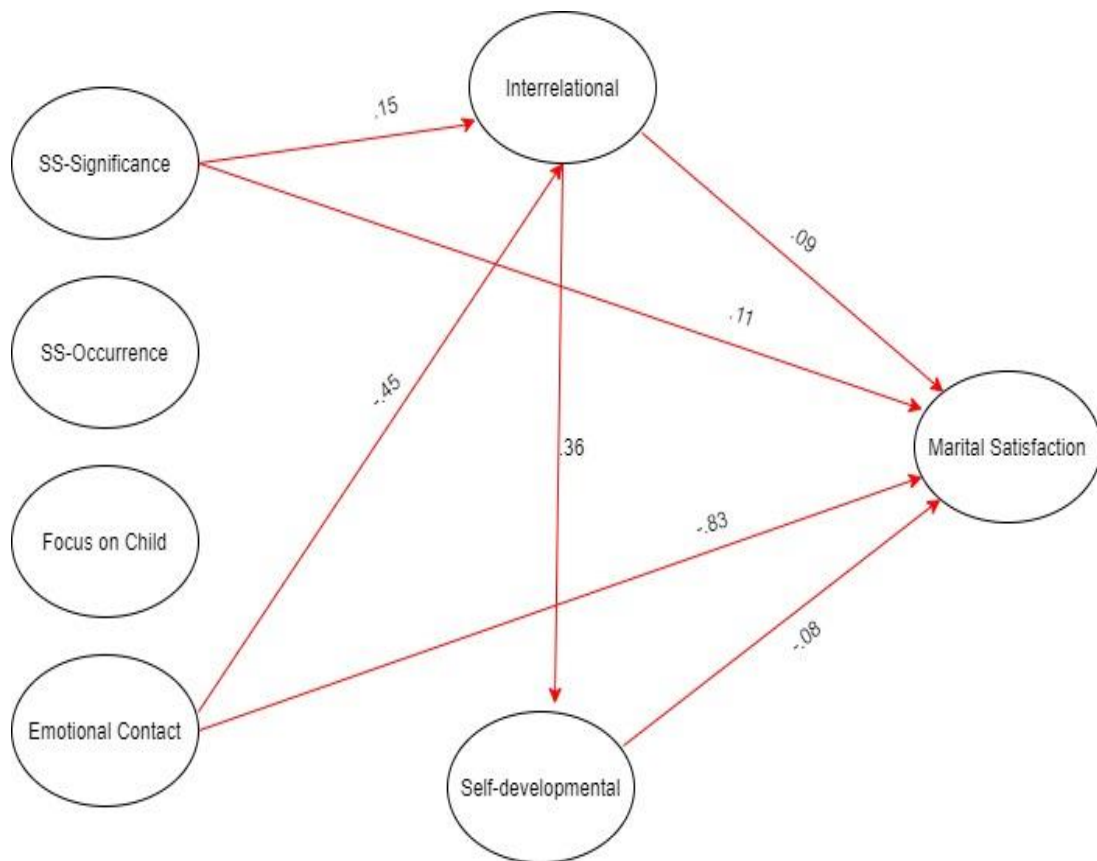 Interrelational
.15
SS-Significance
.09
.11
SS-Occurrence
-.45
.36
Marital Satisfaction
-.83
Focus on Child
-.08
Emotional Contact
Self-developmental